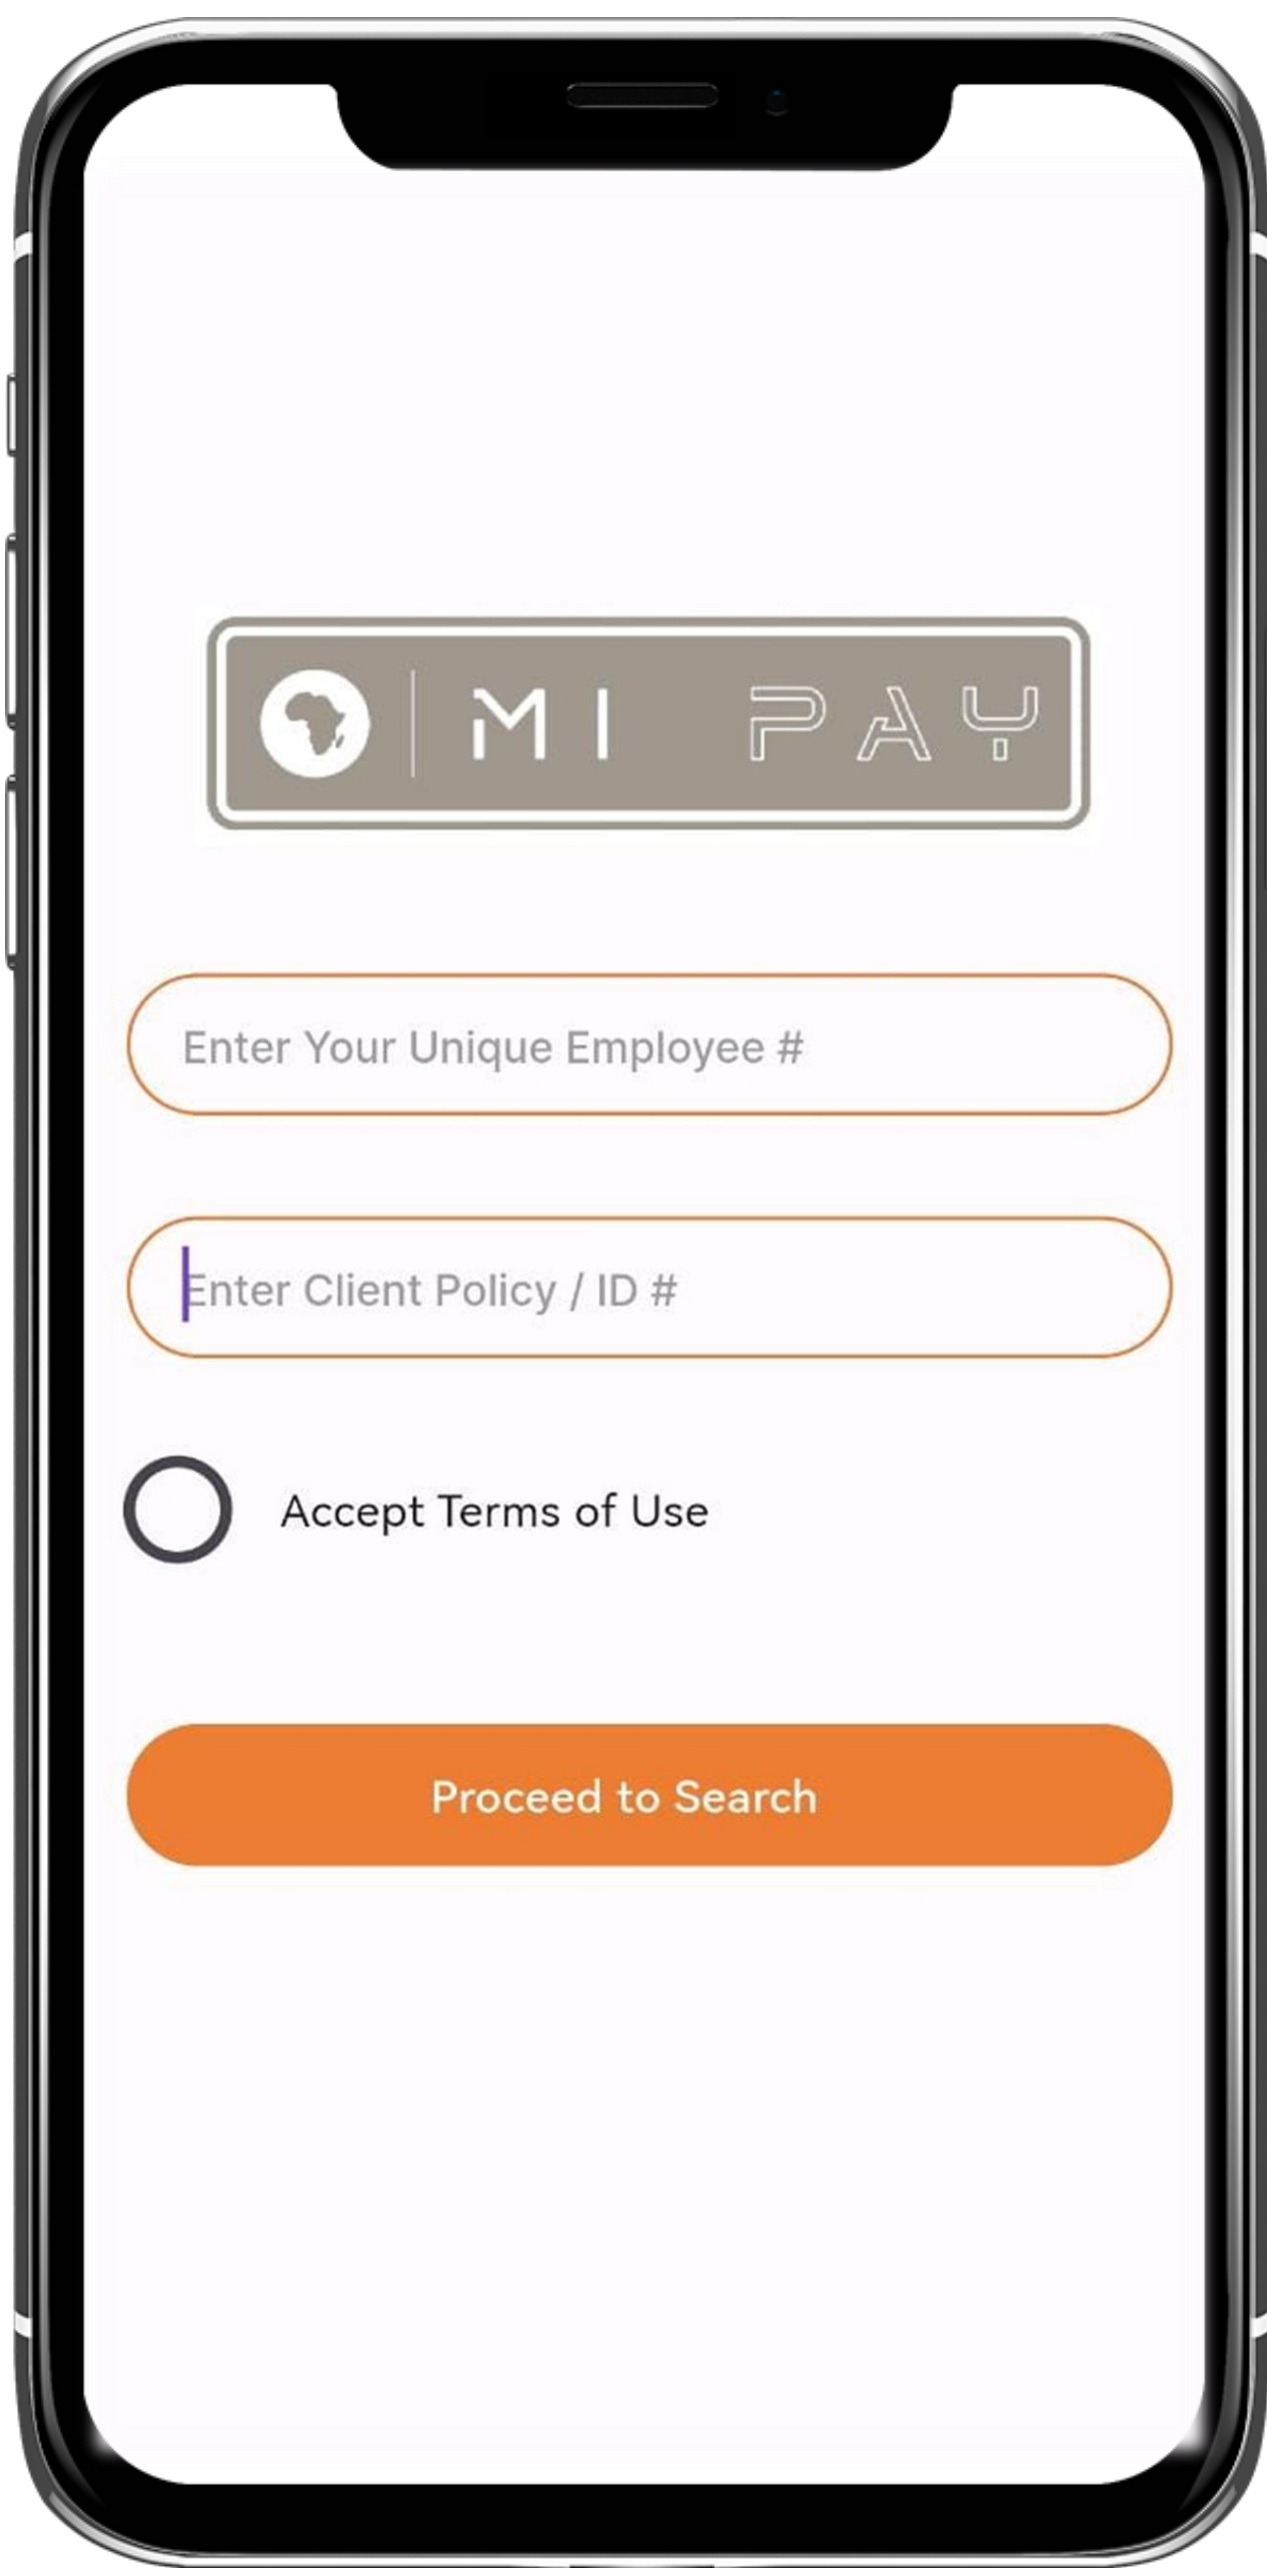 MI PAY
Enter Your Unique Employee #
Enter Client Policy / ID #
Accept Terms of Use
Proceed to Search